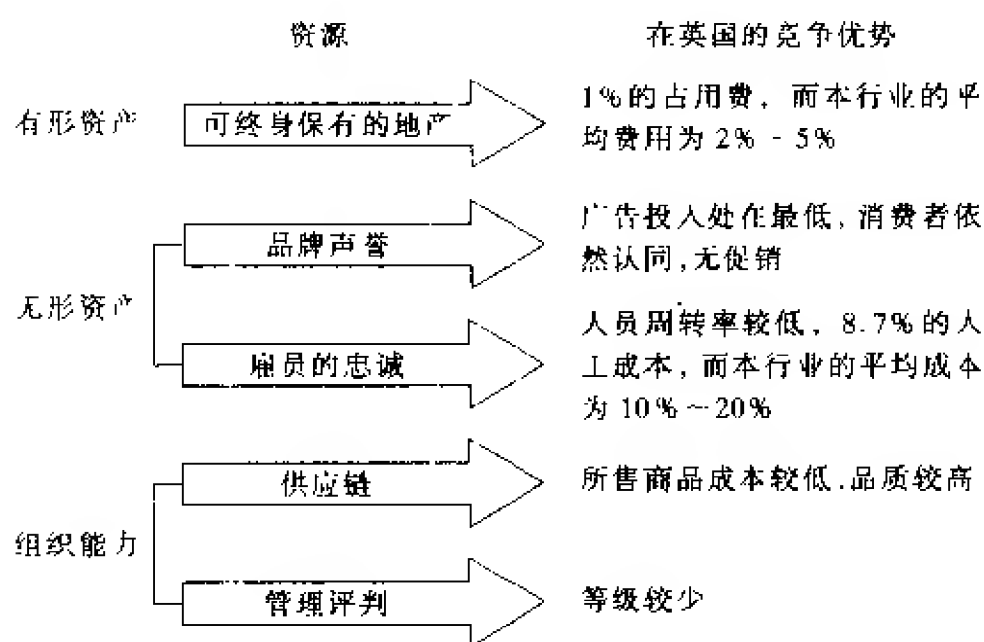 资源 在英国的竞争优势
有形资产 可终身保有的地产 1%的占用费，而本行业的平
均费用为2% - 5%
品牌声誉 广告投入处在最低，消费者依
然认同，无促销
无形资产
雇员的忠诚 人员周转率较低，8.7%的人
工成本，而本行业的平均成本
为10%～20%
供应链 所售商品成本较低.品质较高
组织能力
管理评判 等级较少